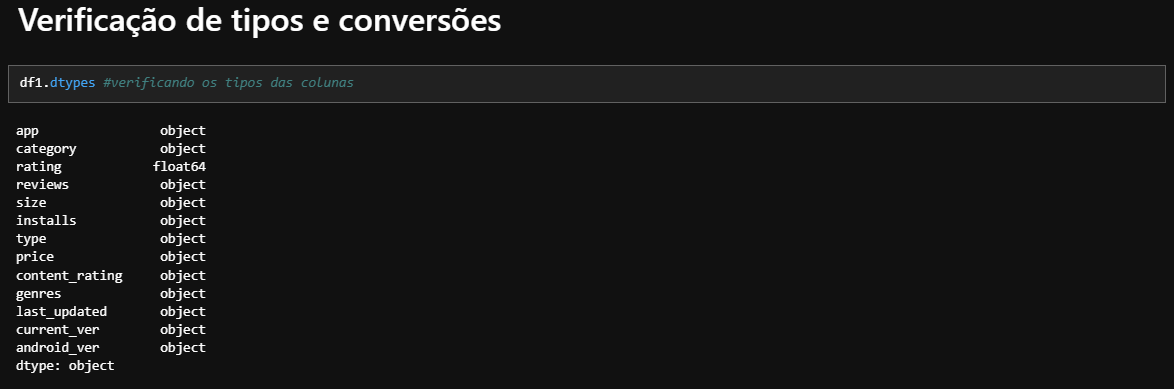 Verificação de tipos e conversões
df1.dtypes #verificando os tipos das colunas
app object
category object
rating float64
reviews object
size object
installs object
type object
price object
content_rating object
genres object
last_updated object
current_ver object
android_ver object
dtype: object